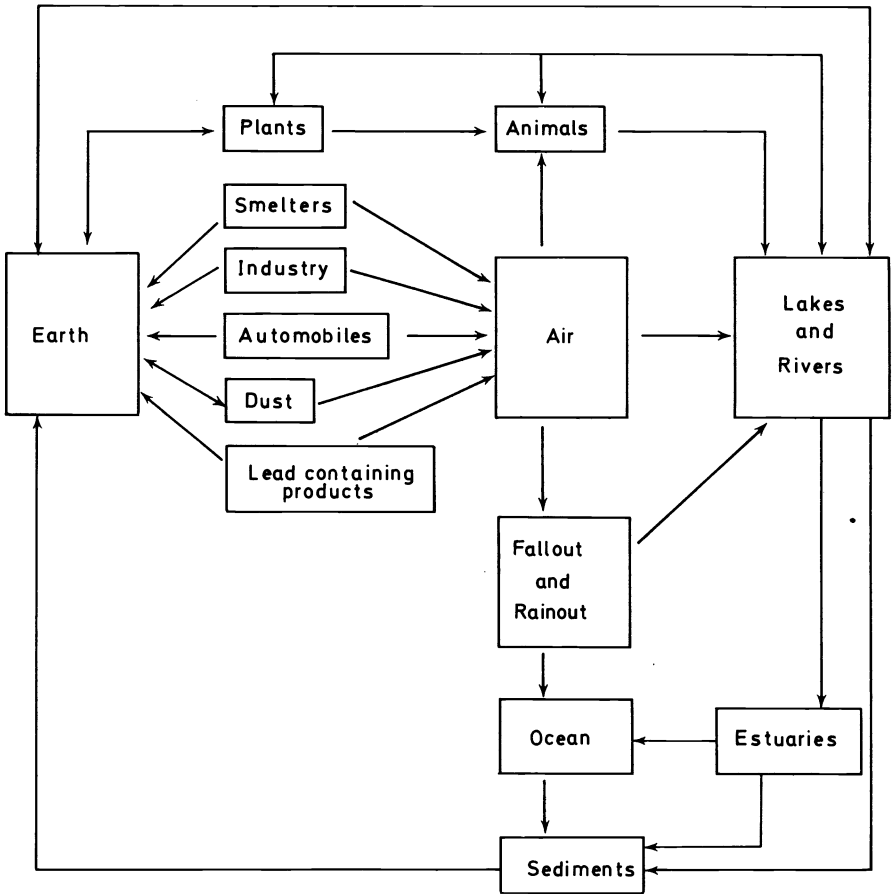 Plants
Animals
Smelters
Industry
Automobiles
Dust
Lead containing
products
Earth
Air
Lakes
and
Rivers
Fallout
and
Rainout
Ocean
Estuaries
Sediments